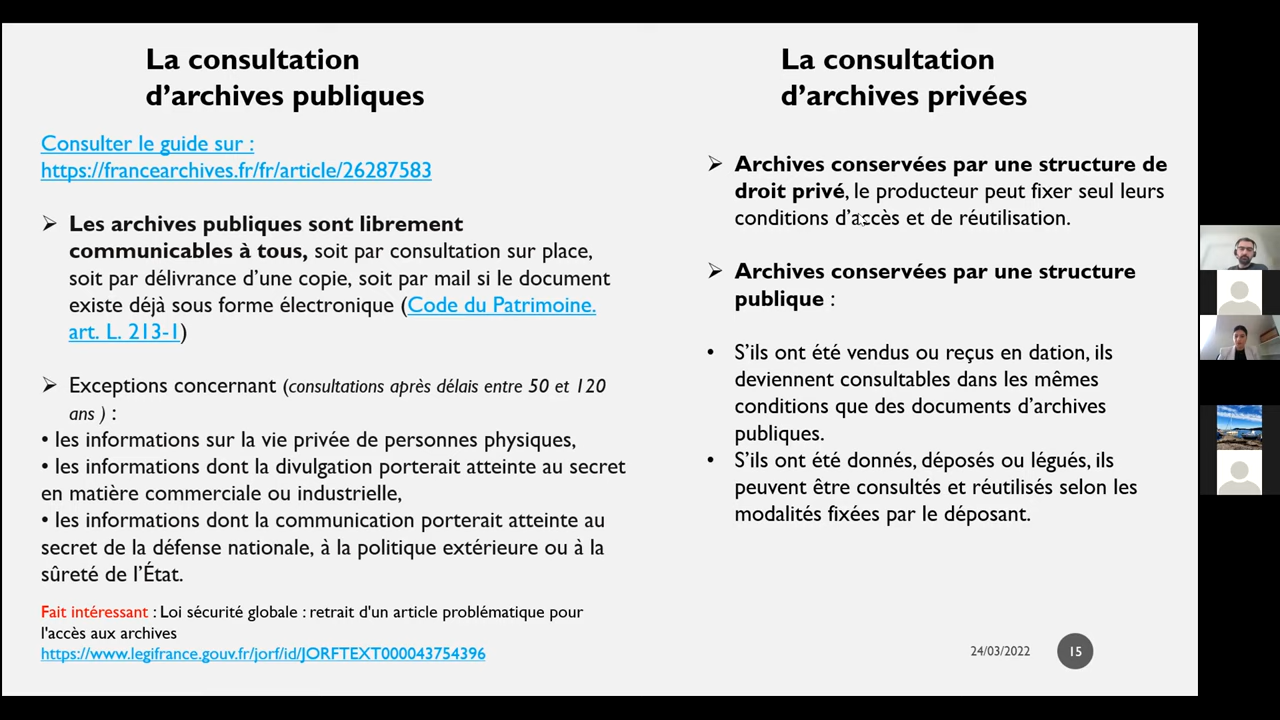 La consultation
d’archives publiques
Consulter le guide sur :
https://francearchives.fr/fr/article/26287583
➢ Les archives publiques sont librement
communicables à tous, soit par consultation sur place,
soit par délivrance d’une copie, soit par mail si le document
existe déjà sous forme électronique (Code du Patrimoine.
art. L. 213-1)
➢ Exceptions concernant (consultations après délais entre 50 et 120
ans ) :
• les informations sur la vie privée de personnes physiques,
• les informations dont la divulgation porterait atteinte au secret
en matière commerciale ou industrielle,
• les informations dont la communication porterait atteinte au
secret de la défense nationale, à la politique extérieure ou à la
sûreté de l’État.
Fait intéressant : Loi sécurité globale : retrait d'un article problématique pour
l'accès aux archives
https://www.legifrance.gouv.fr/jorf/id/JORFTEXT000043754396
La consultation
d’archives privées
➢ Archives conservées par une structure de
droit privé, le producteur peut fixer seul leurs
conditions d’accès et de réutilisation.
➢ Archives conservées par une structure
publique :
• S’ils ont été vendus ou reçus en dation, ils
deviennent consultables dans les mêmes
conditions que des documents d’archives
publiques.
• S’ils ont été donnés, déposés ou légués, ils
peuvent être consultés et réutilisés selon les
modalités fixées par le déposant.
24/03/2022
15